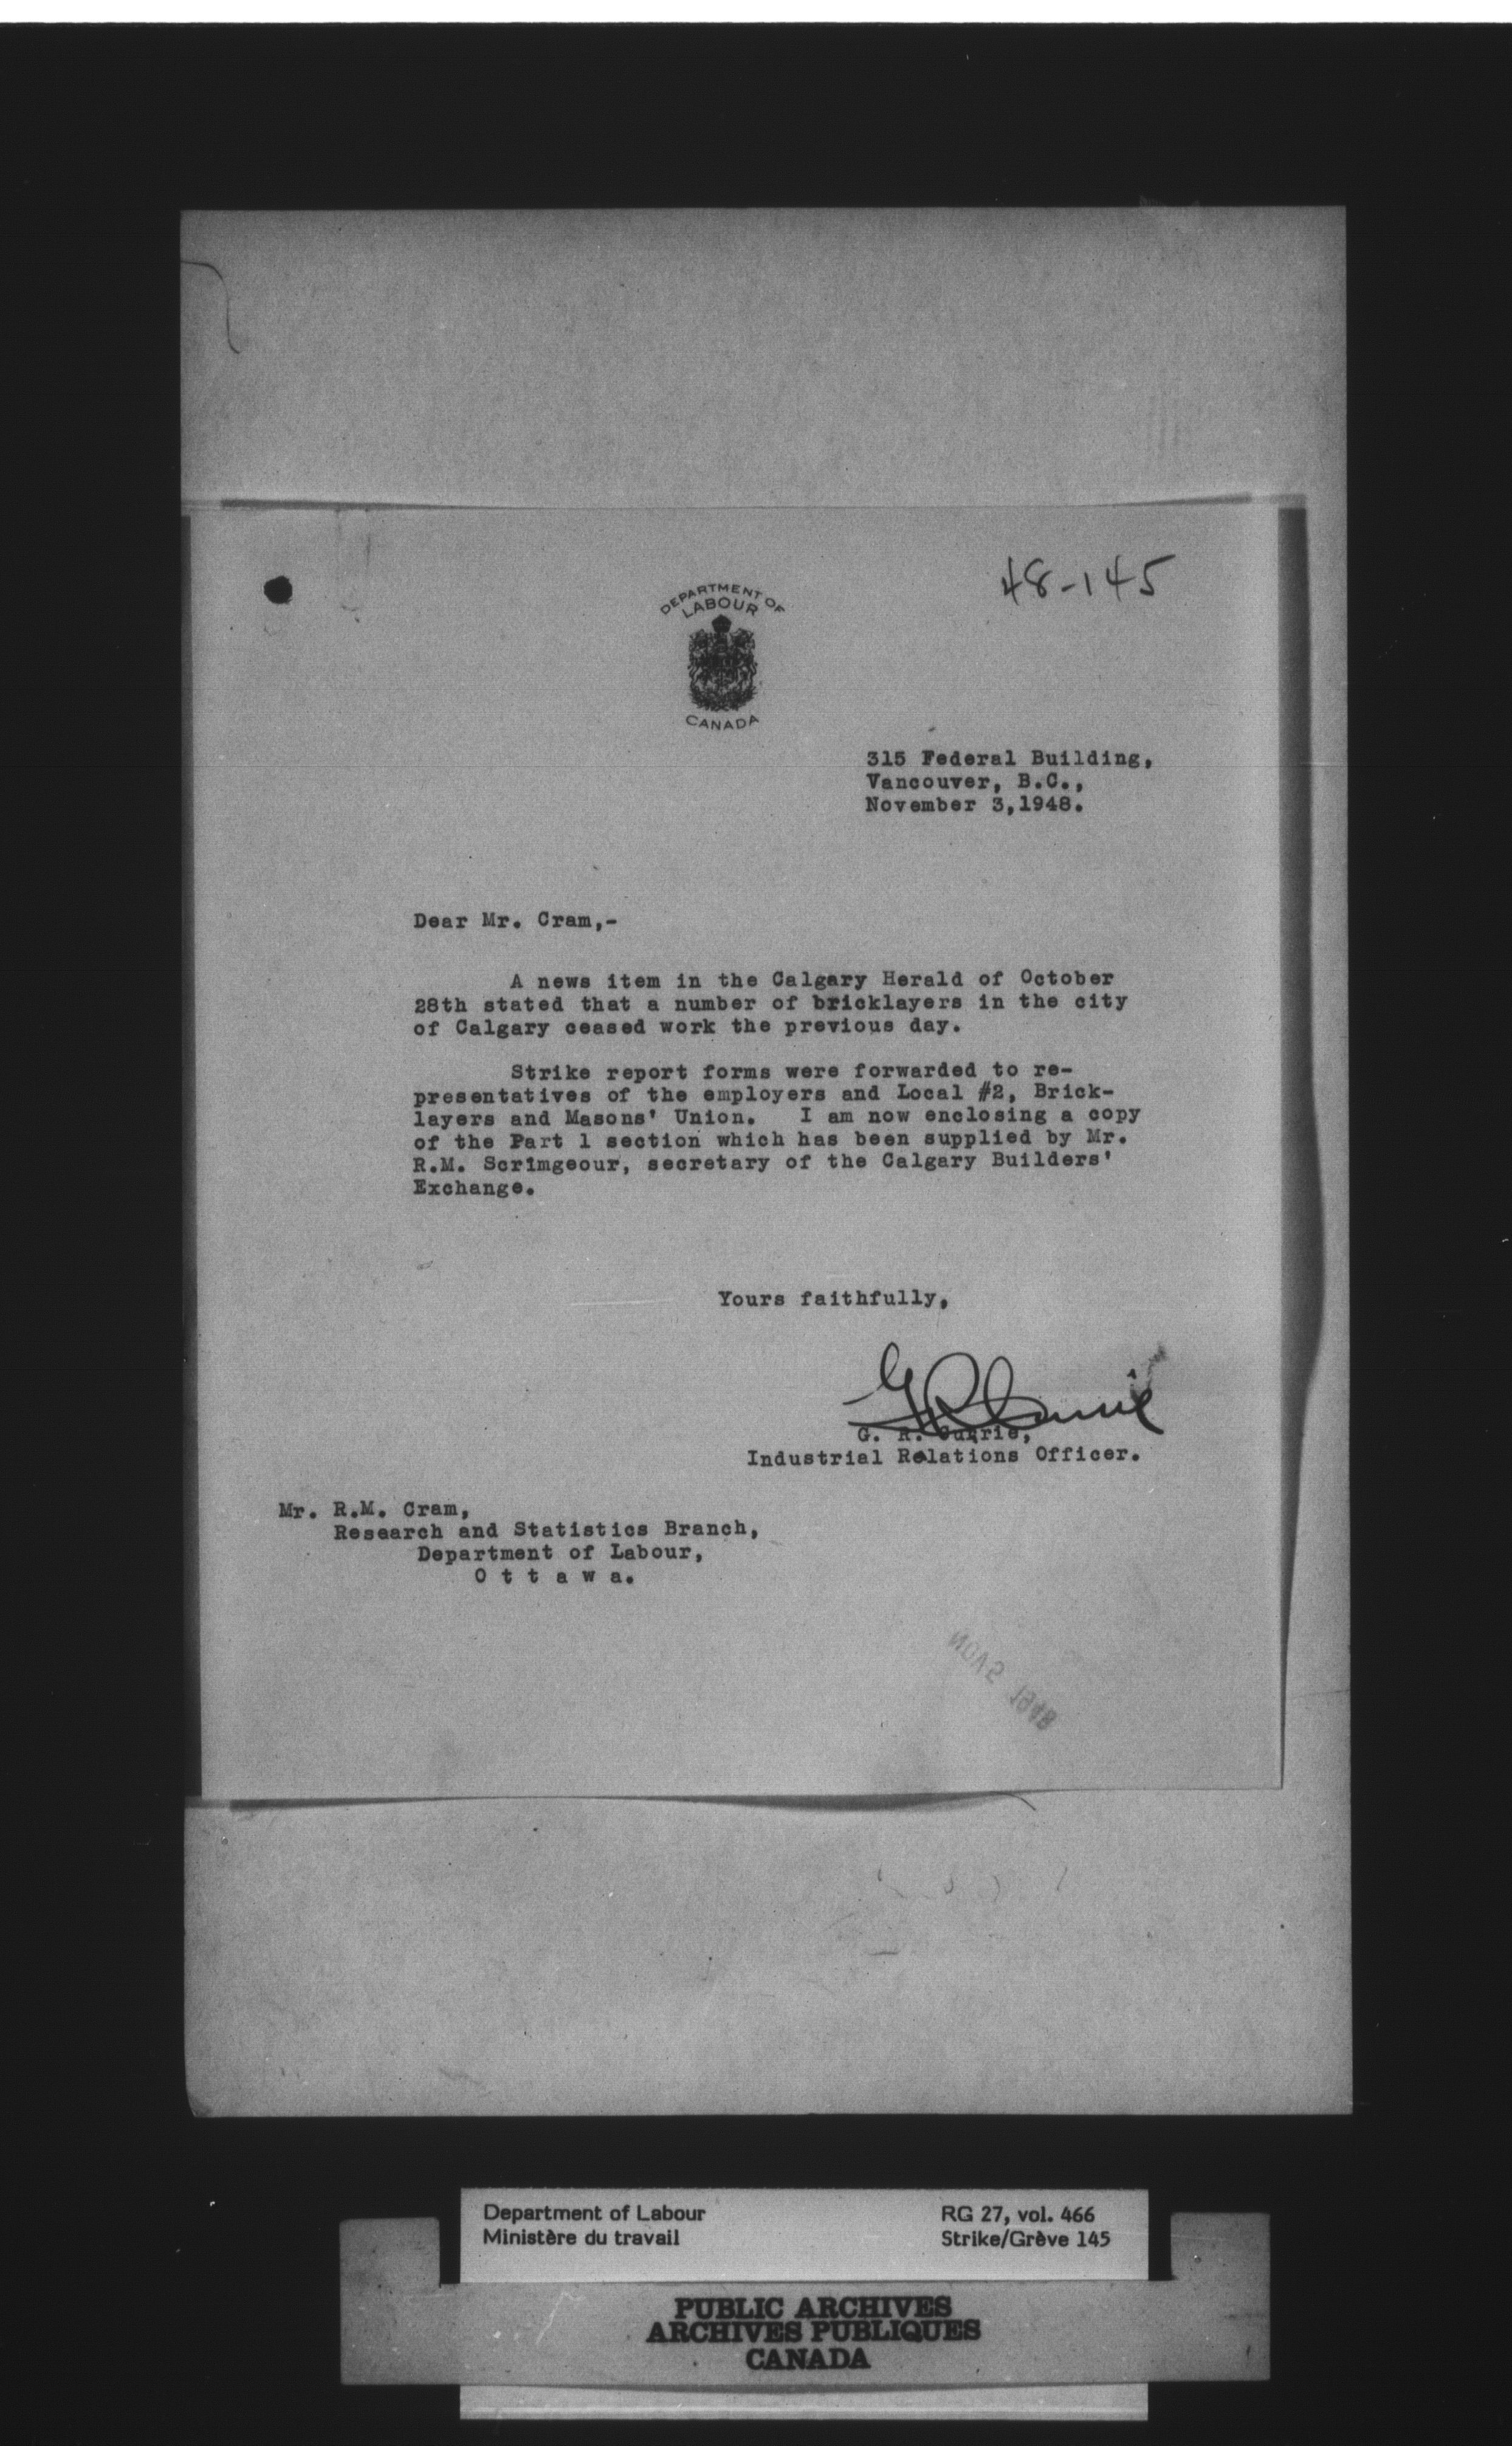 48-145
DEPARTMENT OF
LABOUR
CANADA
315 Federal Building,
Vancouver, B.C.,
November 3,1948.
Dear Mr. Cram,-
A news item in the Calgary Herald of October
28th stated that a number of bricklayers in the city
of Calgary ceased work the previous day.
Strike report forms were forwarded to re-
presentatives of the employers and Local #2, Brick-
layers and Masons' Union. I am now enclosing a copy
of the Part 1 section which has been supplied by Mr.
R.M. Scrimgeour, secretary of the Calgary Builders'
Exchange.
Yours faithfully,
G R Currie
G. R. Currie,
Industrial Relations Officer.
Mr. R.M. Cram,
Research and Statistics Branch,
Department of Labour,
O t t a w a.
NOV 5 1948
Department of Labour
Ministère du travail
RG 27, vol. 466
Strike/Grève 145
PUBLIC ARCHIVES
ARCHIVES PUBLIQUES
CANADA